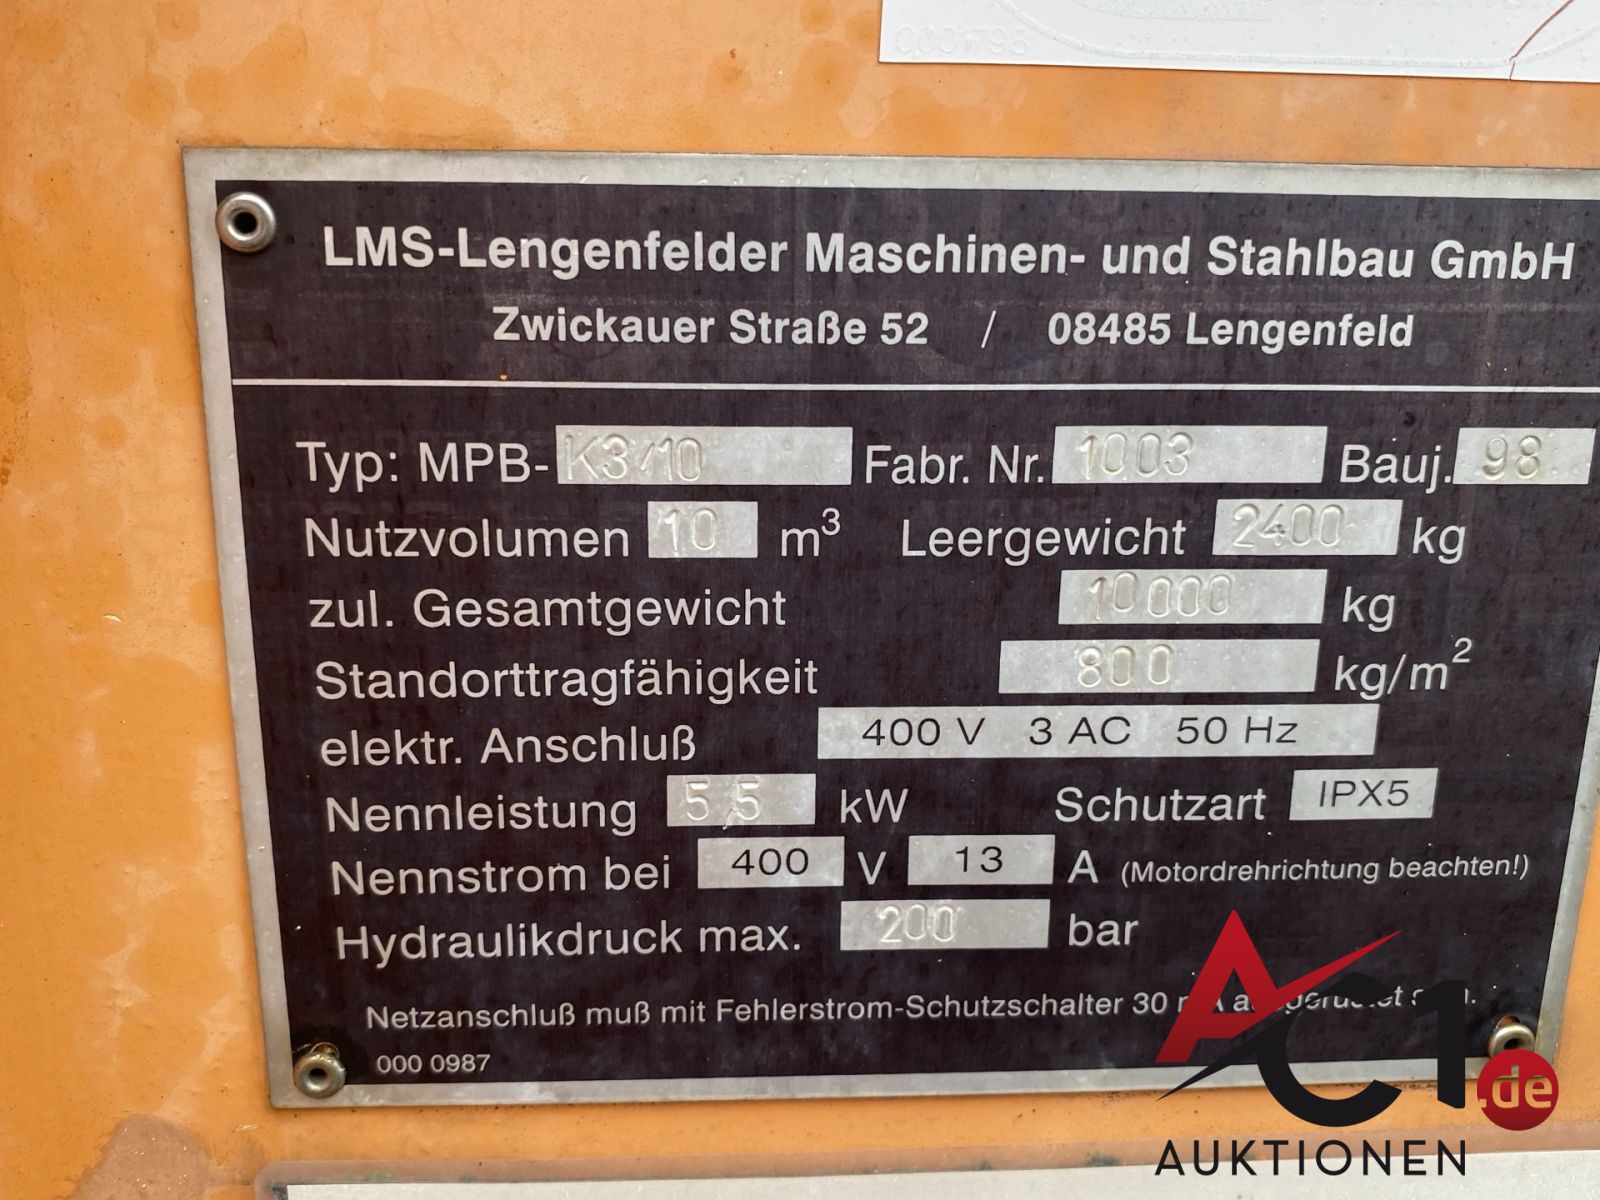 LMS-Lengenfelder Maschinen- und Stahlbau GmbH
Zwickauer Straße 52 / 08485 Lengenfeld
Typ: MPB-K3/10 Fabr. Nr. 1003 Bauj. 98
Nutzvolumen 10 m³ Leergewicht 2400 kg
zul. Gesamtgewicht 10000 kg
Standorttragfähigkeit 800 kg/m²
elektr. Anschluß 400 V 3 AC 50 Hz
Nennleistung 5,5 kW Schutzart IPX5
Nennstrom bei 400 V 13 A (Motordrehrichtung beachten!)
Hydraulikdruck max. 200 bar
Netzanschluß muß mit Fehlerstrom-Schutzschalter 30
000 0987
AC1.de
AUKTIONEN